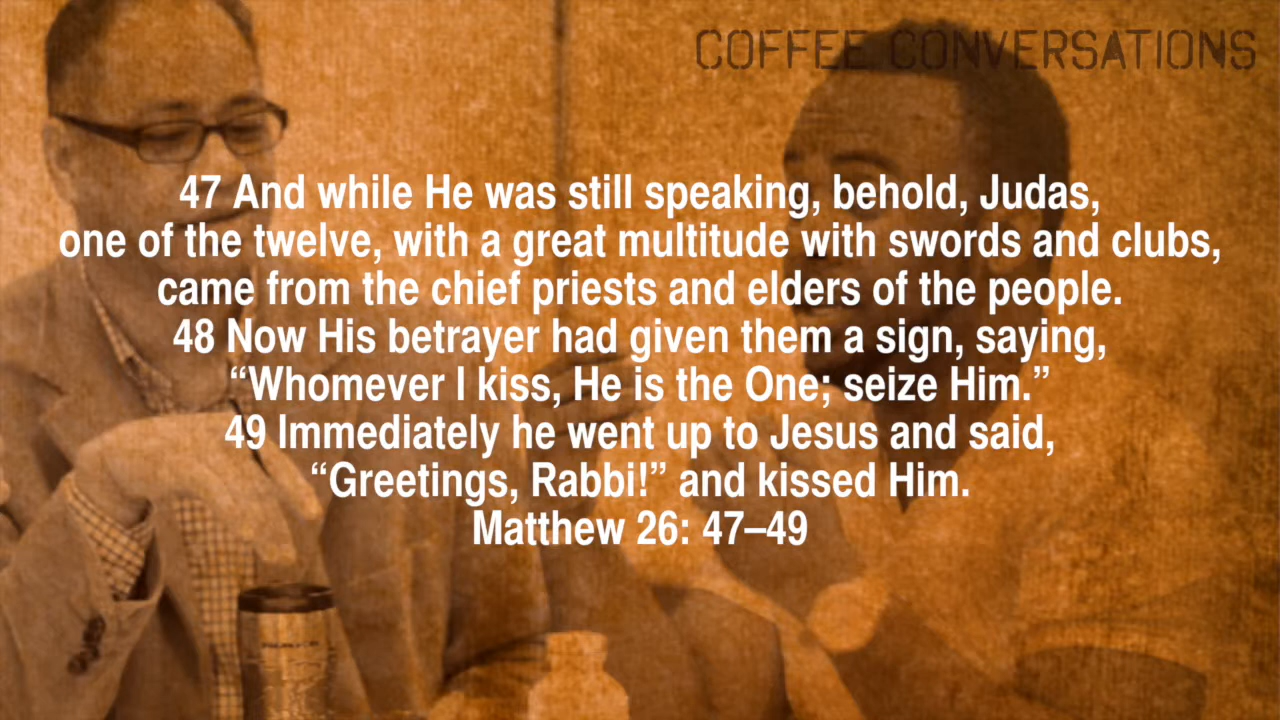 COFFEE CONVERSATIONS
47 And while He was still speaking, behold, Judas,
one of the twelve, with a great multitude with swords and clubs,
came from the chief priests and elders of the people.
48 Now His betrayer had given them a sign, saying,
“Whomever I kiss, He is the One; seize Him.”
49 Immediately he went up to Jesus and said,
“Greetings, Rabbi!” and kissed Him.
Matthew 26: 47–49